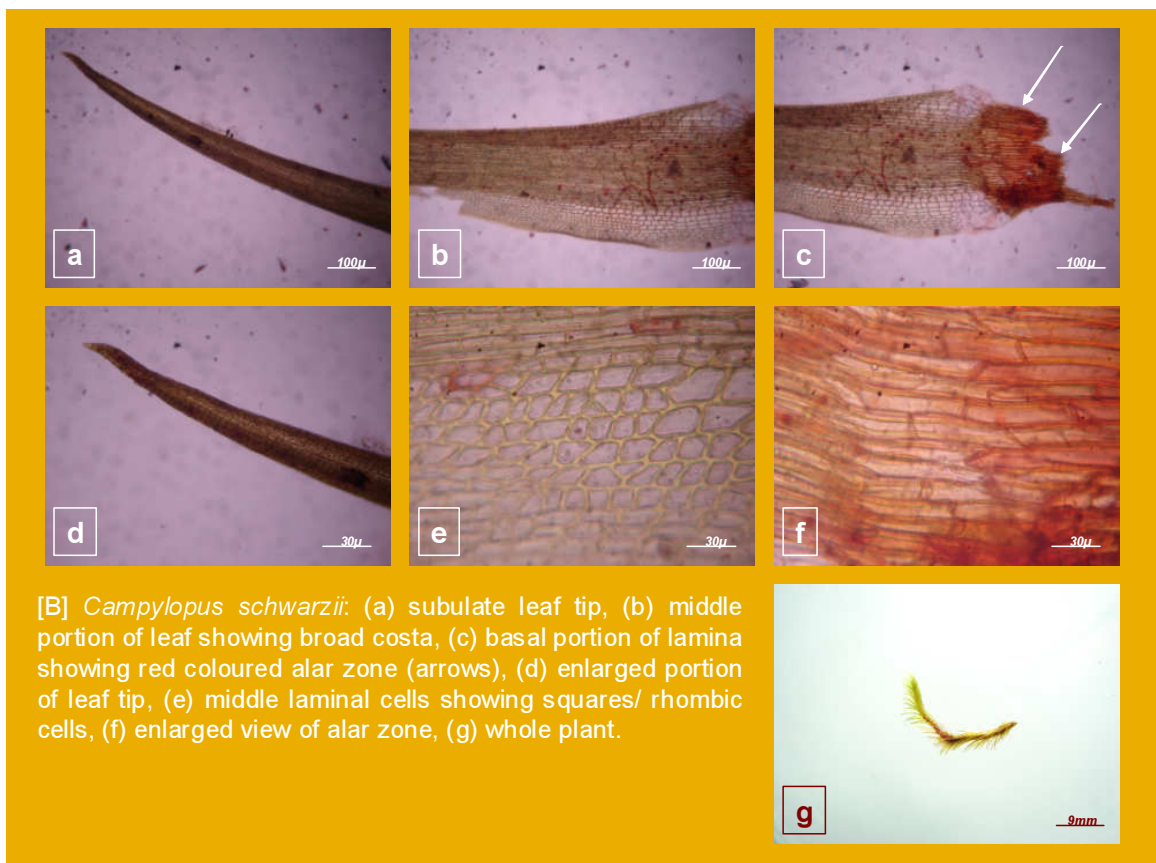 a
100µ
b
100µ
c
100µ
d
30µ
e
30µ
f
30µ
[B] Campylopus schwarzii: (a) subulate leaf tip, (b) middle
portion of leaf showing broad costa, (c) basal portion of lamina
showing red coloured alar zone (arrows), (d) enlarged portion
of leaf tip, (e) middle laminal cells showing squares/ rhombic
cells, (f) enlarged view of alar zone, (g) whole plant.
g
9mm